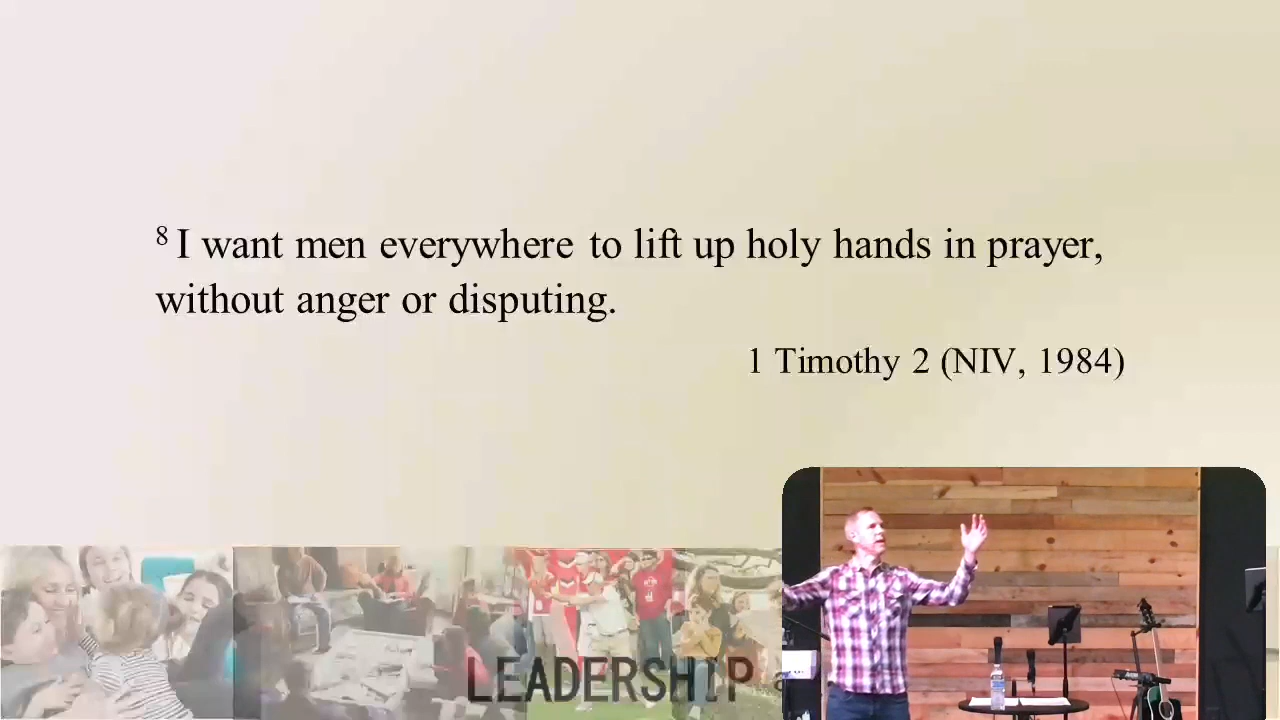 ⁸ I want men everywhere to lift up holy hands in prayer,
without anger or disputing.
1 Timothy 2 (NIV, 1984)
LEADERSHIP